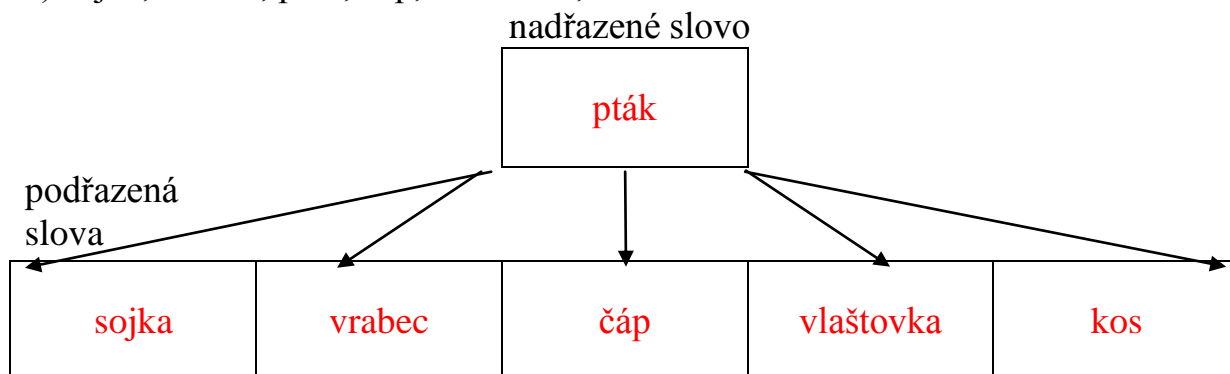 nadřazené slovo
pták
podřazená
slova
sojka vrabec čáp vlaštovka kos